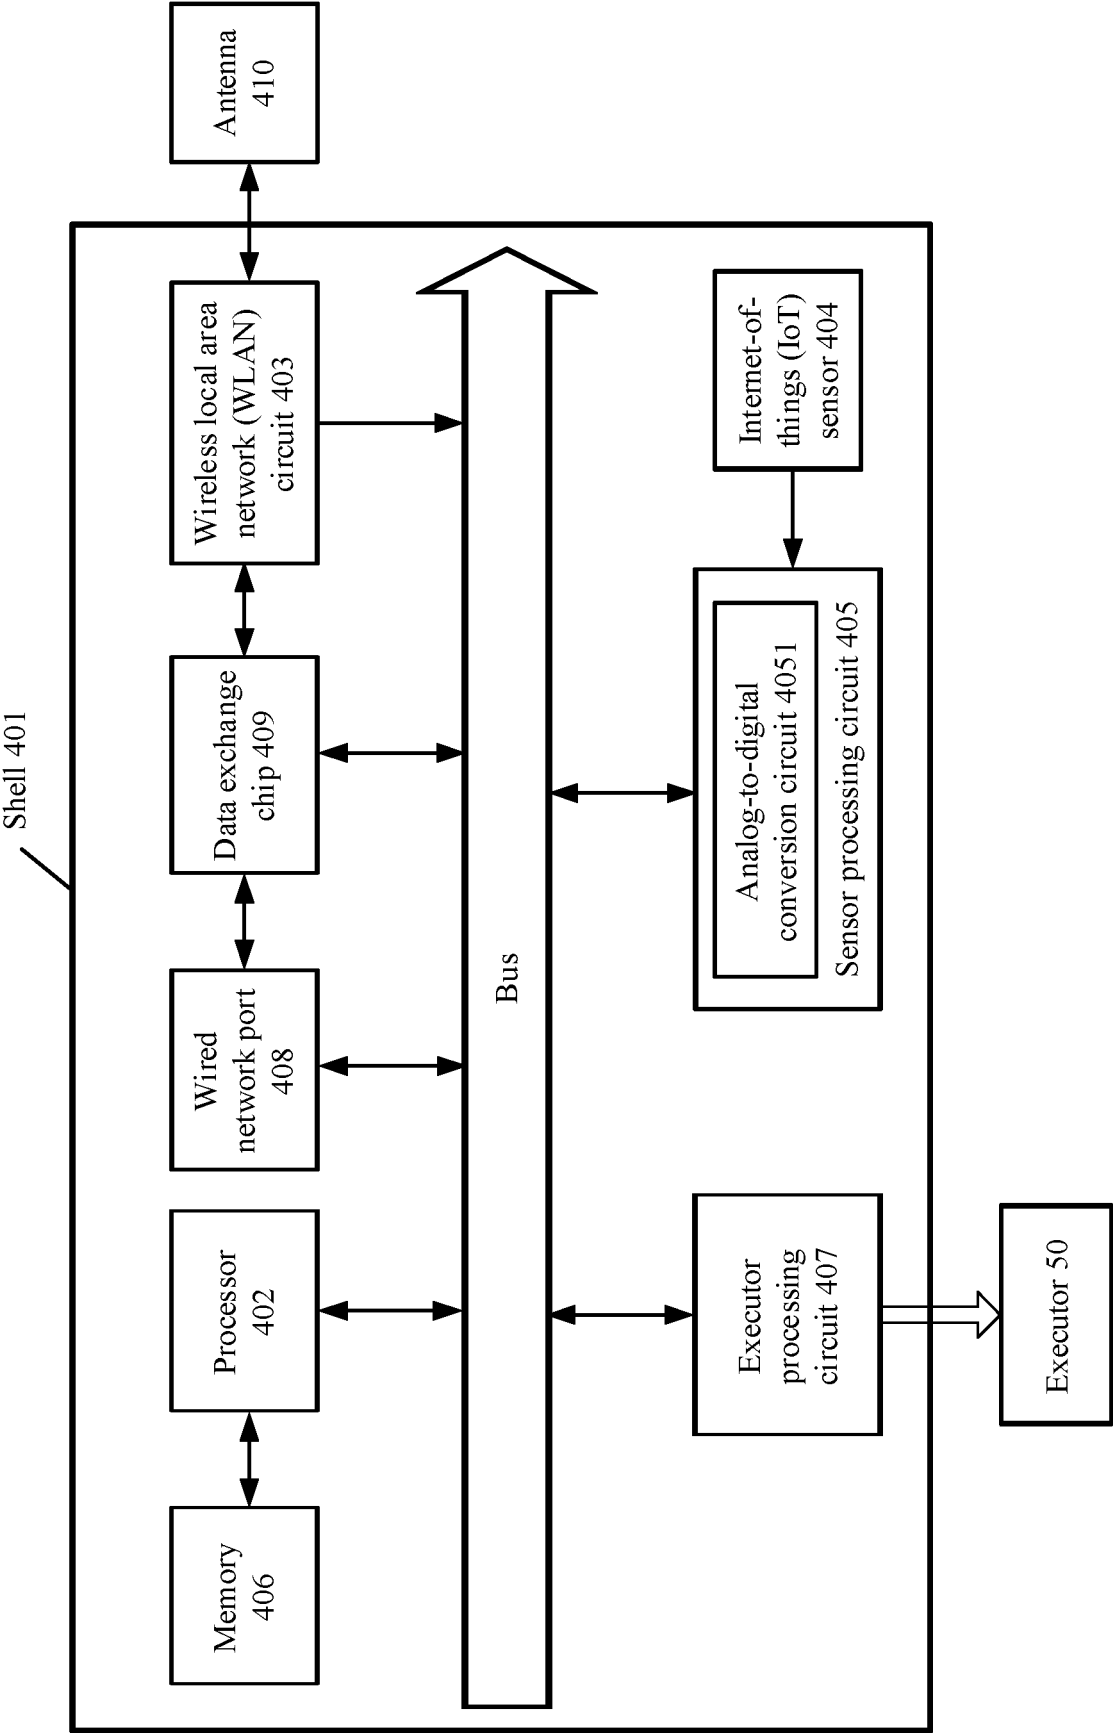 Shell 401
Memory
406
Processor
402
Wired
network port
408
Data exchange
chip 409
Wireless local area
network (WLAN)
circuit 403
Antenna
410
Bus
Executor
processing
circuit 407
Analog-to-digital
conversion circuit 4051
Sensor processing circuit 405
Internet-of-
things (IoT)
sensor 404
Executor 50